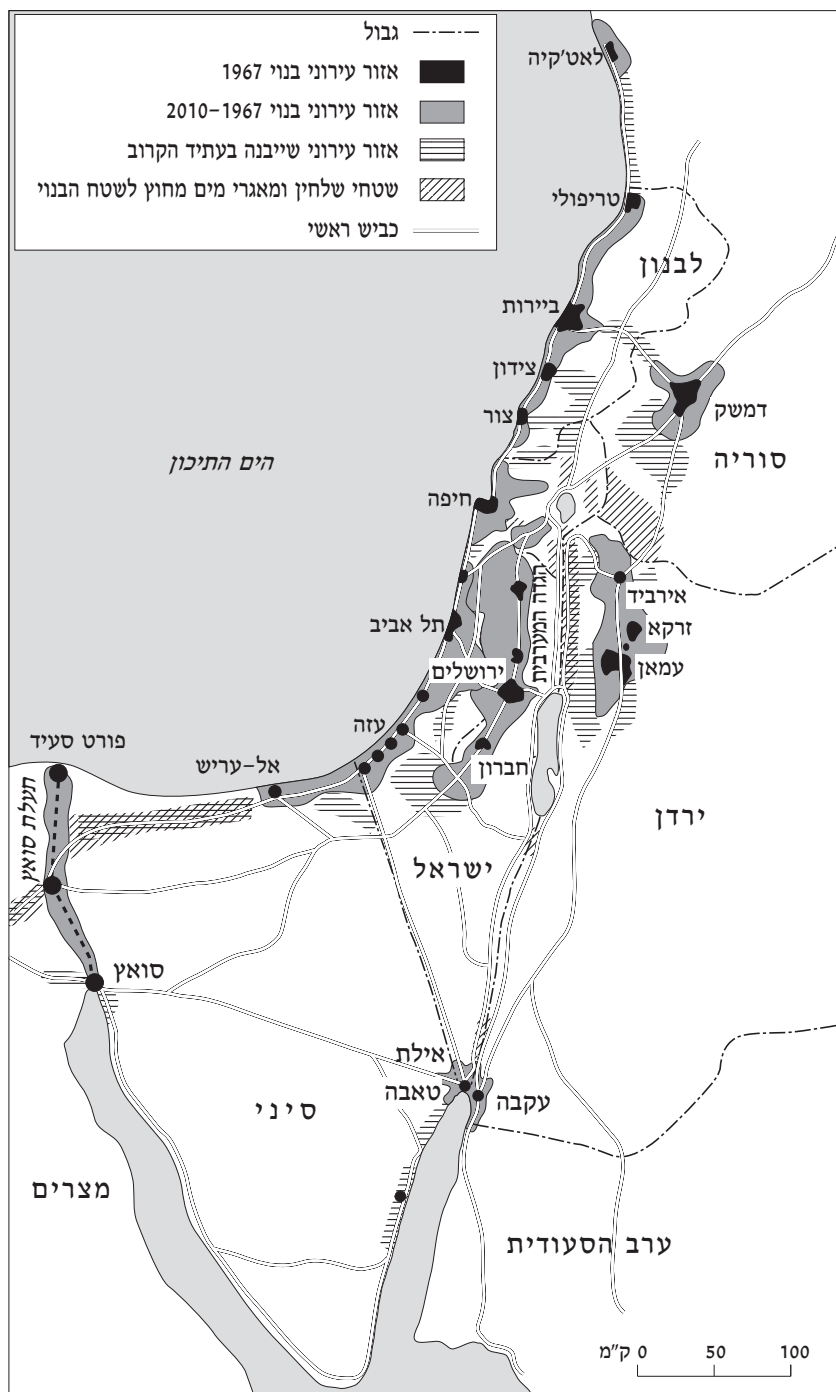 גבול
אזור עירוני בנוי 1967
אזור עירוני בנוי 1967–2010
אזור עירוני שייבנה בעתיד הקרוב
שטחי שלחין ומאגרי מים מחוץ לשטח הבנוי
כביש ראשי
לאט'קיה
טריפולי
לבנון
ביירות
צידון
דמשק
צור
סוריה
הים התיכון
חיפה
הגדה המערבית
אירביד
תל אביב
זרקא
ירושלים
עמאן
עזה
פורט סעיד
אל-עריש
חברון
תעלת סואץ
ירדן
ישראל
סואץ
אילת
טאבה
עקבה
סיני
מצרים
ערב הסעודית
ק"מ 0 50 100